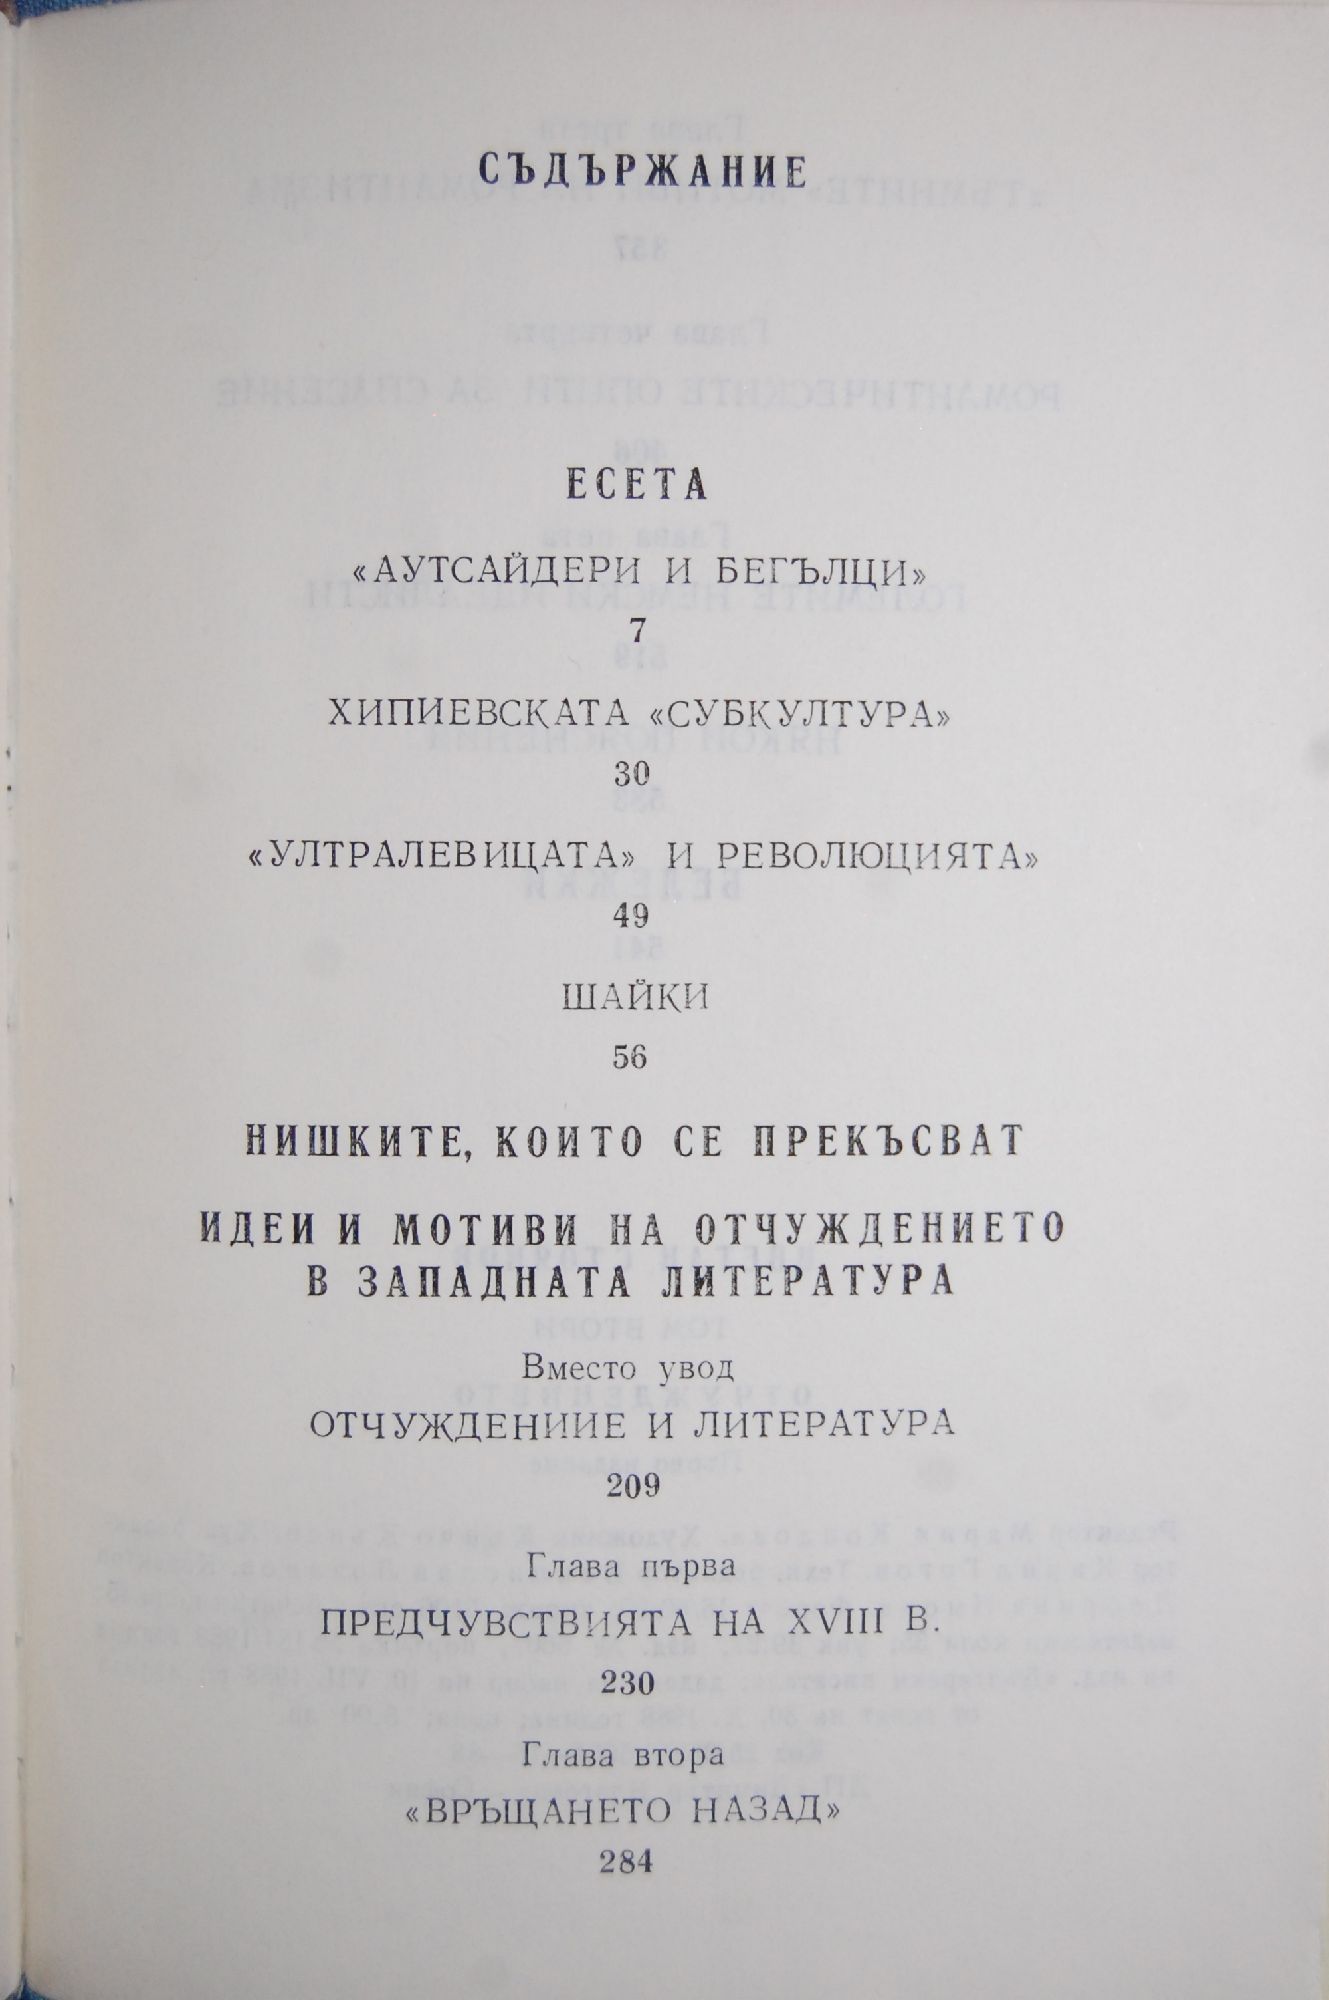 СЪДЪРЖАНИЕ
ЕСЕТА
«АУТСАЙДЕРИ И БЕГЪЛЦИ»
7
ХИПИЕВСКАТА «СУБКУЛТУРА»
30
«УЛТРАЛЕВИЦАТА» И РЕВОЛЮЦИЯТА»
49
ШАЙКИ
56
НИШКИТЕ, КОИТО СЕ ПРЕКЪСВАТ
ИДЕИ И МОТИВИ НА ОТЧУЖДЕНИЕТО
В ЗАПАДНАТА ЛИТЕРАТУРА
Вместо увод
ОТЧУЖДЕНИИЕ И ЛИТЕРАТУРА
209
Глава първа
ПРЕДЧУВСТВИЯТА НА XVIII В.
230
Глава втора
«ВРЪЩАНЕТО НАЗАД»
284